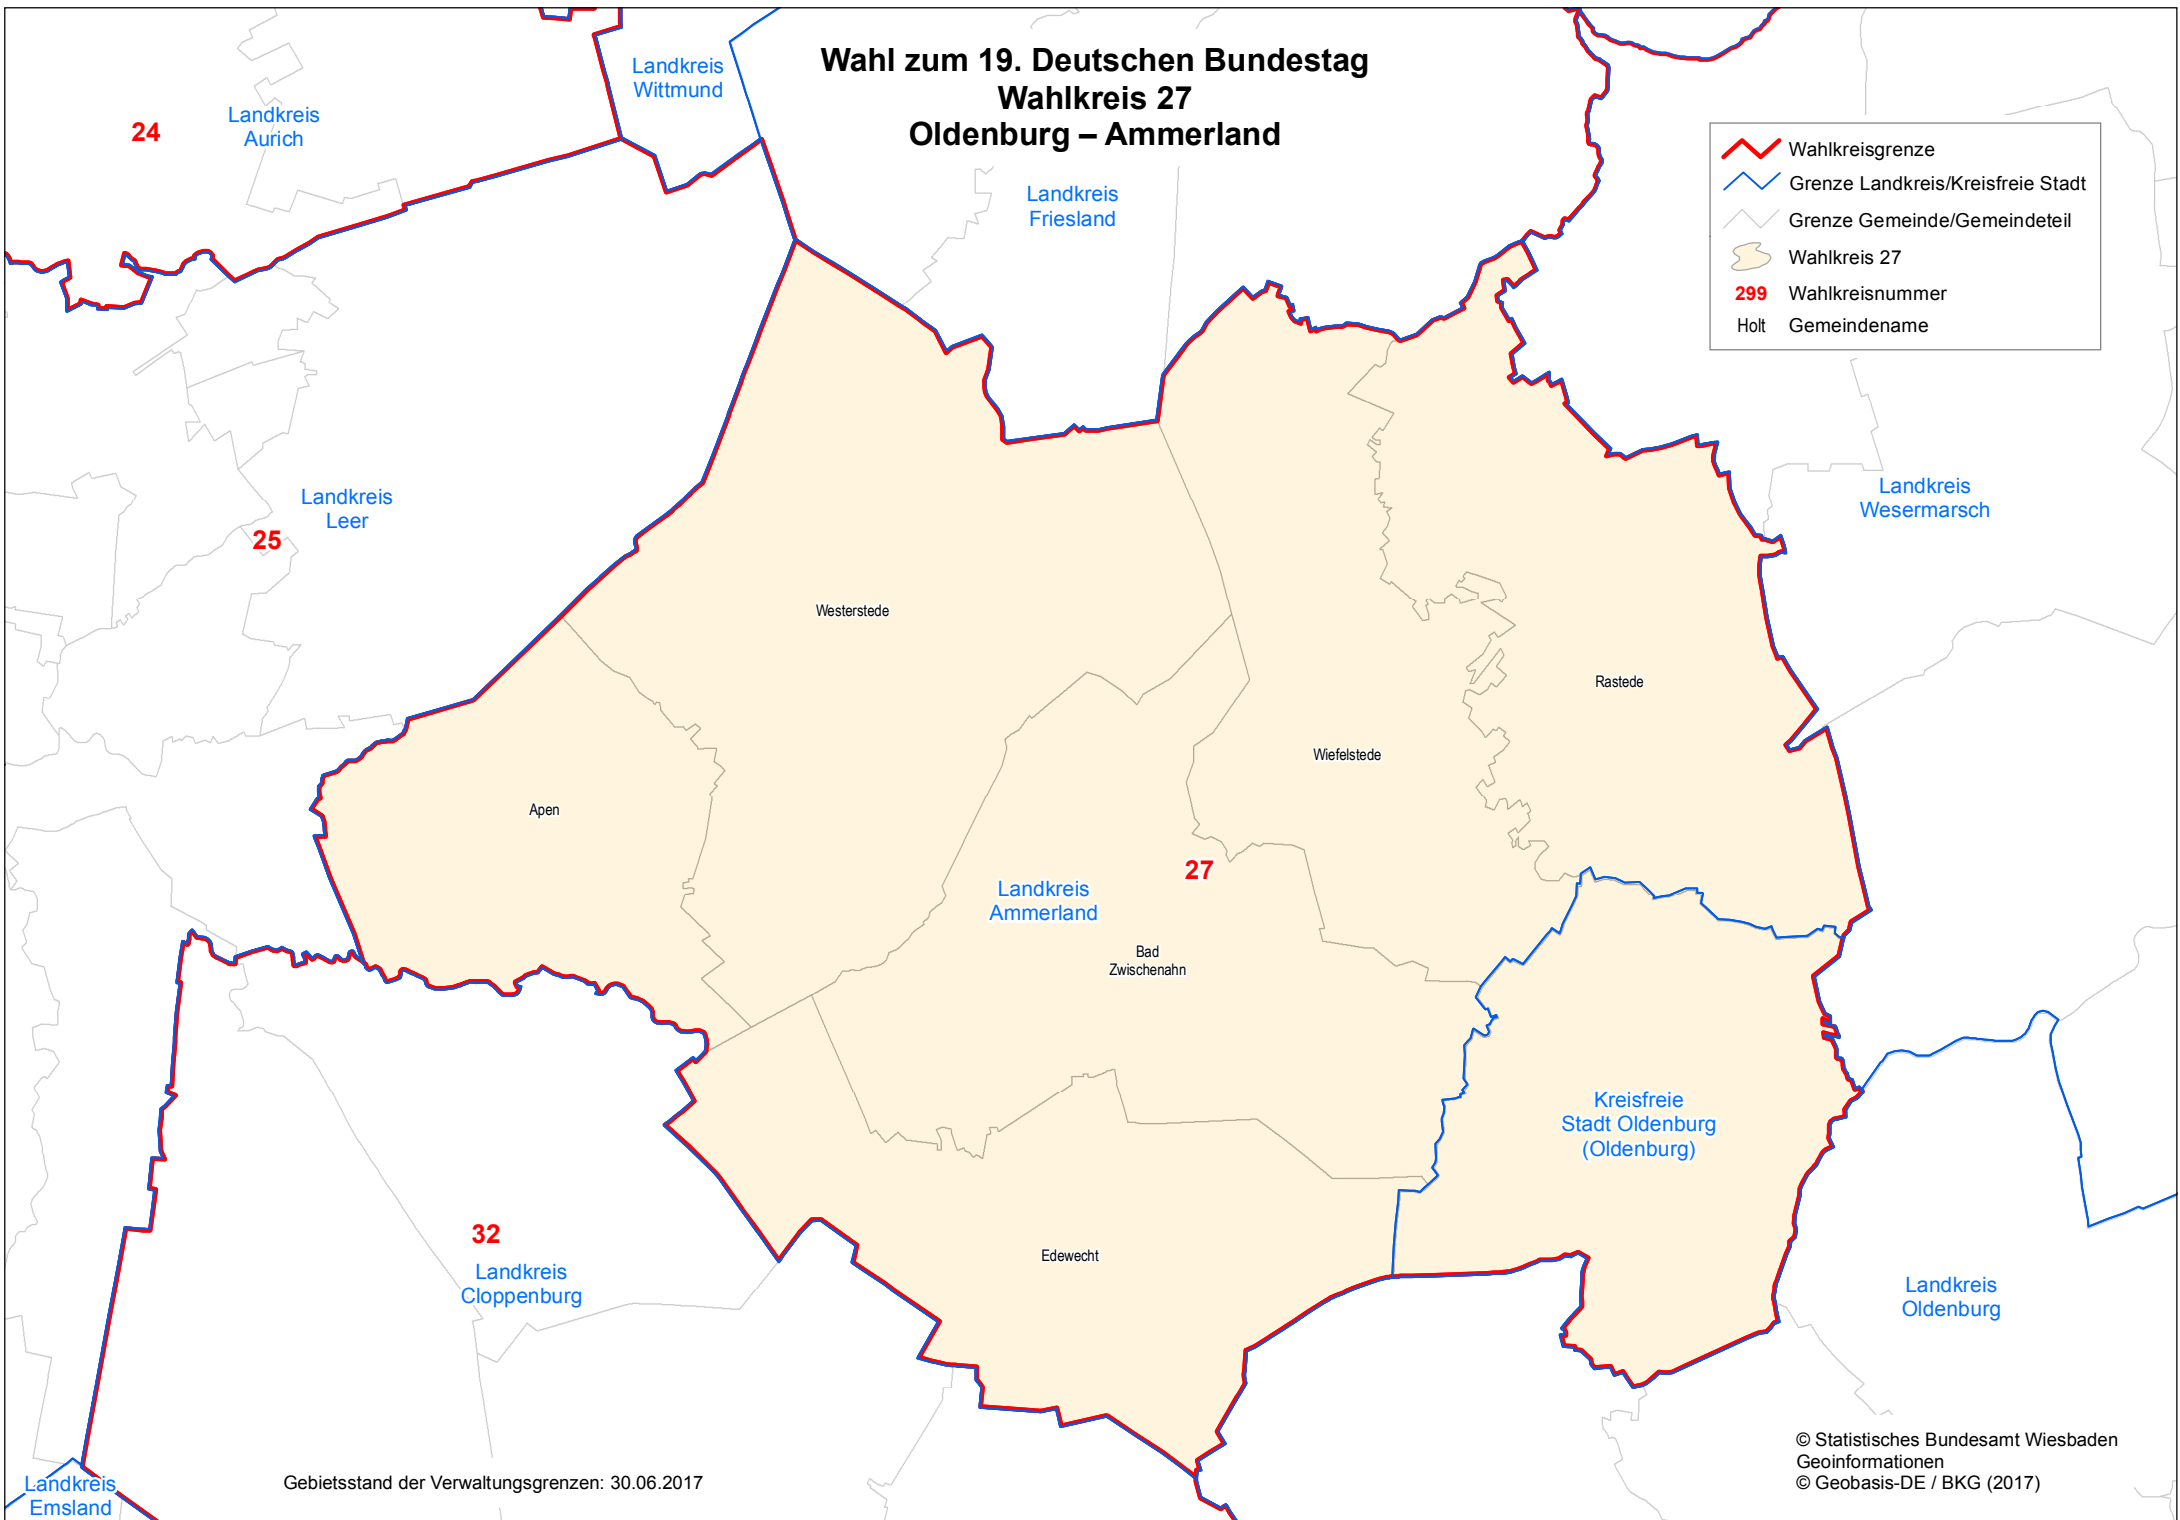 Wahl zum 19. Deutschen Bundestag
Wahlkreis 27
Oldenburg – Ammerland
Landkreis
Wittmund
24
Landkreis
Aurich
Landkreis
Friesland
Wahlkreisgrenze
Grenze Landkreis/Kreisfreie Stadt
Grenze Gemeinde/Gemeindeteil
Wahlkreis 27
299 Wahlkreisnummer
Holt Gemeindename
Landkreis
Leer
25
Landkreis
Wesermarsch
Westerstede
Rastede
Wiefelstede
Apen
27
Landkreis
Ammerland
Bad
Zwischenahn
Kreisfreie
Stadt Oldenburg
(Oldenburg)
32
Landkreis
Cloppenburg
Edewecht
Landkreis
Oldenburg
Landkreis
Emsland
Gebietsstand der Verwaltungsgrenzen: 30.06.2017
© Statistisches Bundesamt Wiesbaden
Geoinformationen
© Geobasis-DE / BKG (2017)